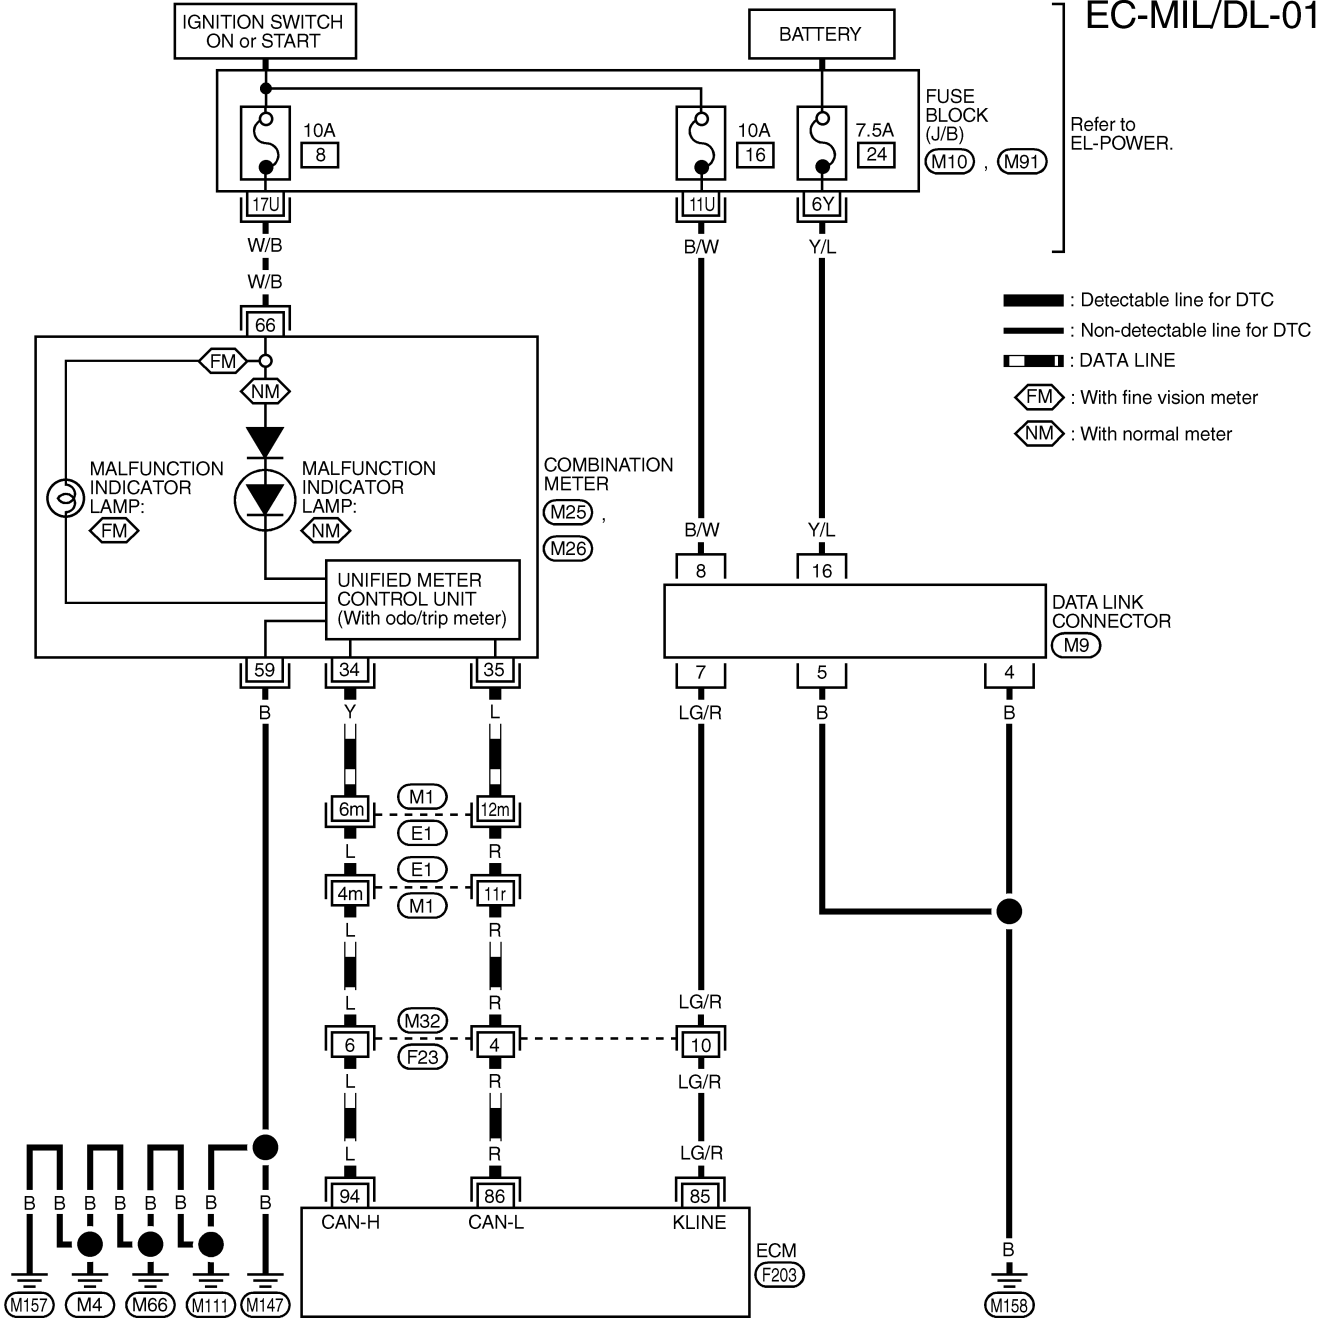 EC-MIL/DL-01
IGNITION SWITCH
ON or START
BATTERY
10A
8
10A
16
7.5A
24
FUSE
BLOCK
(J/B)
M10 , M91
Refer to
EL-POWER.
17U
11U
6Y
W/B
B/W
Y/L
W/B
66
: Detectable line for DTC
: Non-detectable line for DTC
: DATA LINE
FM : With fine vision meter
NM : With normal meter
FM
NM
MALFUNCTION
INDICATOR
LAMP:
FM
MALFUNCTION
INDICATOR
LAMP:
NM
COMBINATION
METER
M25 ,
M26
UNIFIED METER
CONTROL UNIT
(With odo/trip meter)
B/W
Y/L
8
16
DATA LINK
CONNECTOR
M9
59
34
35
7
5
4
B
Y
L
LG/R
B
B
6m
M1
12m
E1
L
R
E1
4m
11r
M1
L
R
L
R
LG/R
M32
6
4
10
F23
L
R
LG/R
L
R
LG/R
94
86
85
CAN-H
CAN-L
KLINE
ECM
F203
B
B
B
B
B
B
B
B
B
M157
M4
M66
M111
M147
M158